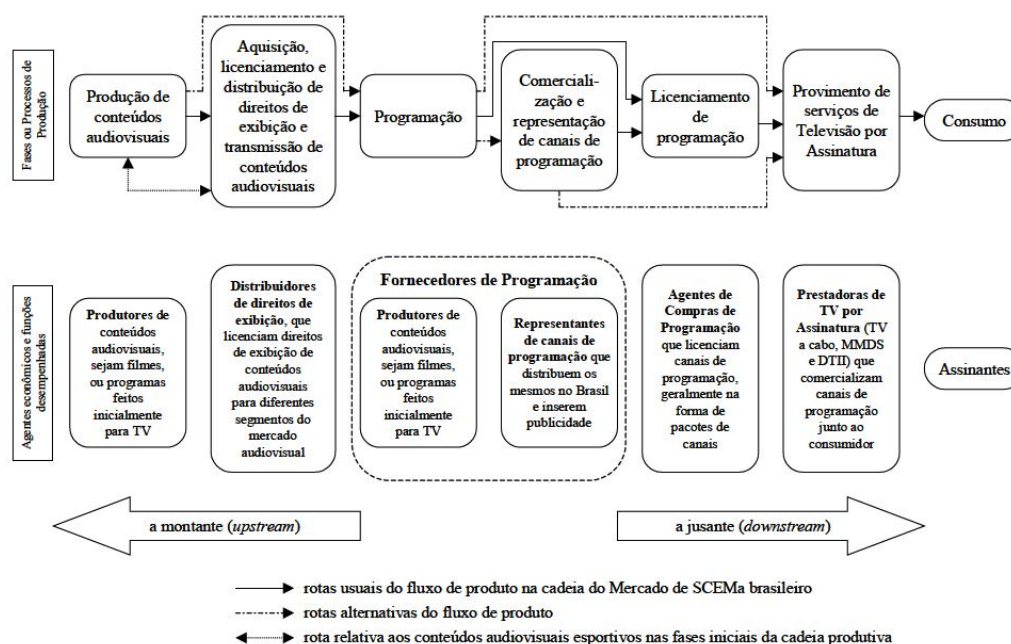 Fases ou Processos de
Produção
Produção de
conteúdos
audiovisuais
Aquisição,
licenciamento e
distribuição de
direitos de
exibição e
transmissão de
conteúdos
audiovisuais
Programação
Comerciali-
zação e
representação
de canais de
programação
Licenciamento
de
programação
Provimento de
serviços de
Televisão por
Assinatura
Consumo
Agentes econômicos e funções
desempenhadas
Produtores de
conteúdos
audiovisuais,
sejam filmes,
ou programas
feitos
inicialmente
para TV
Distribuidores
de direitos de
exibição, que
licenciam direitos
de exibição de
conteúdos
audiovisuais
para diferentes
segmentos do
mercado
audiovisual
Fornecedores de Programação
Produtores de
conteúdos
audiovisuais,
sejam filmes,
ou programas
feitos
inicialmente
para TV
Representantes
de canais de
programação que
distribuem os
mesmos no Brasil
e inserem
publicidade
Agentes de
Compras de
Programação
que licenciam
canais de
programação,
geralmente na
forma de
pacotes de
canais
Prestadoras de
TV por
Assinatura (TV
a cabo, MMDS
e DTII) que
comercializam
canais de
programação
junto ao
consumidor
Assinantes
a montante (upstream)
a jusante (downstream)
rotas usuais do fluxo de produto na cadeia do Mercado de SCEMa brasileiro
rotas alternativas do fluxo de produto
rota relativa aos conteúdos audiovisuais esportivos nas fases iniciais da cadeia produtiva